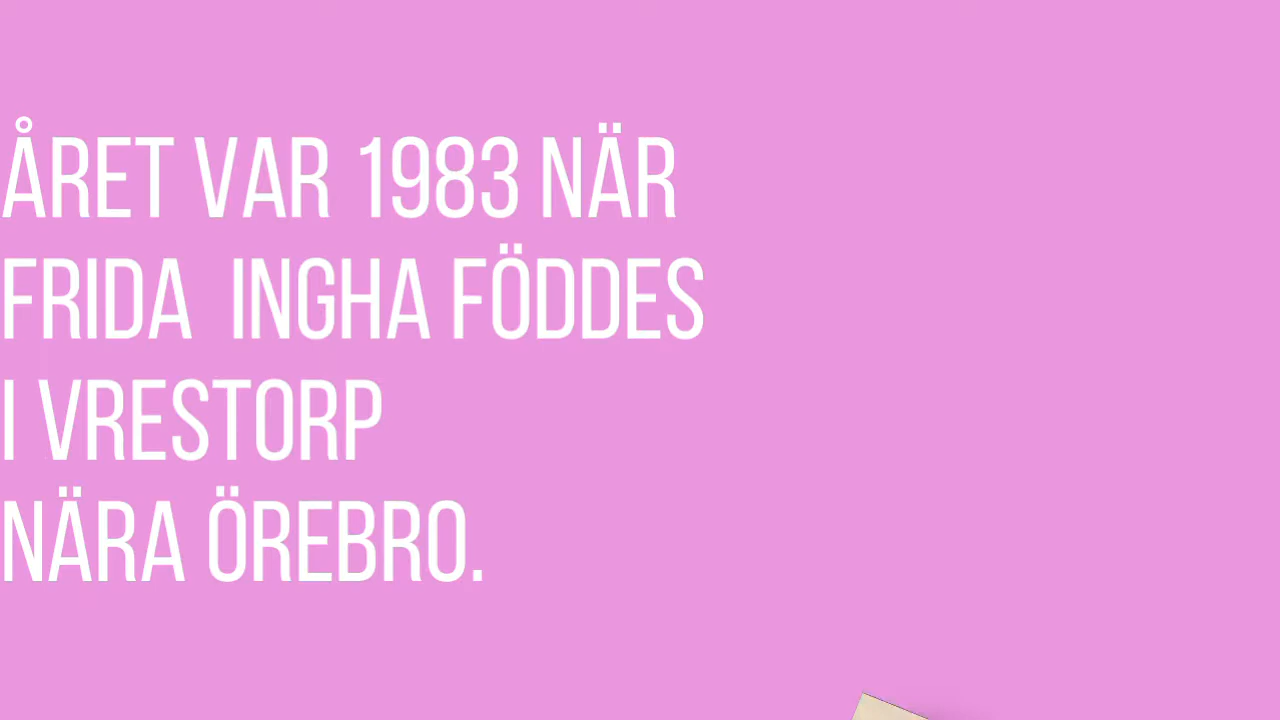 ÅRET VAR 1983 NÄR
FRIDA  INGHA FÖDDES
I VRESTORP
NÄRA ÖREBRO.